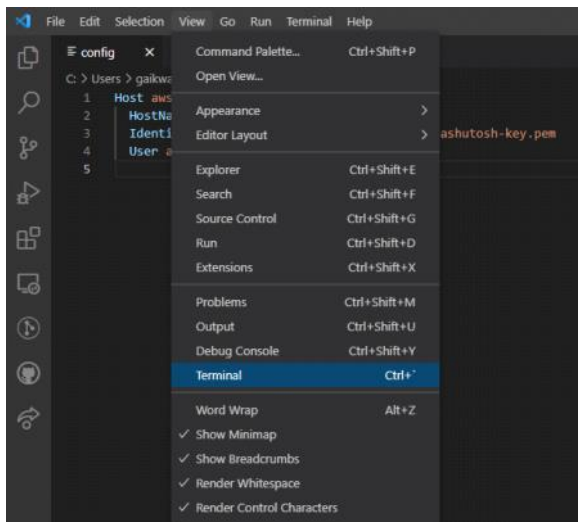 File Edit Selection View Go Run Terminal Help
config ×
C: > Users > gaikwa
Command Palette... Ctrl+Shift+P
Open View...
Appearance >
Editor Layout >
Explorer Ctrl+Shift+E
Search Ctrl+Shift+F
Source Control Ctrl+Shift+G
Run Ctrl+Shift+D
Extensions Ctrl+Shift+X
Problems Ctrl+Shift+M
Output Ctrl+Shift+U
Debug Console Ctrl+Shift+Y
Terminal Ctrl+`
Word Wrap Alt+Z
✓ Show Minimap
✓ Show Breadcrumbs
✓ Render Whitespace
✓ Render Control Characters
1 Host aws
2 HostNa
3 Identi ashutosh-key.pem
4 User a
5